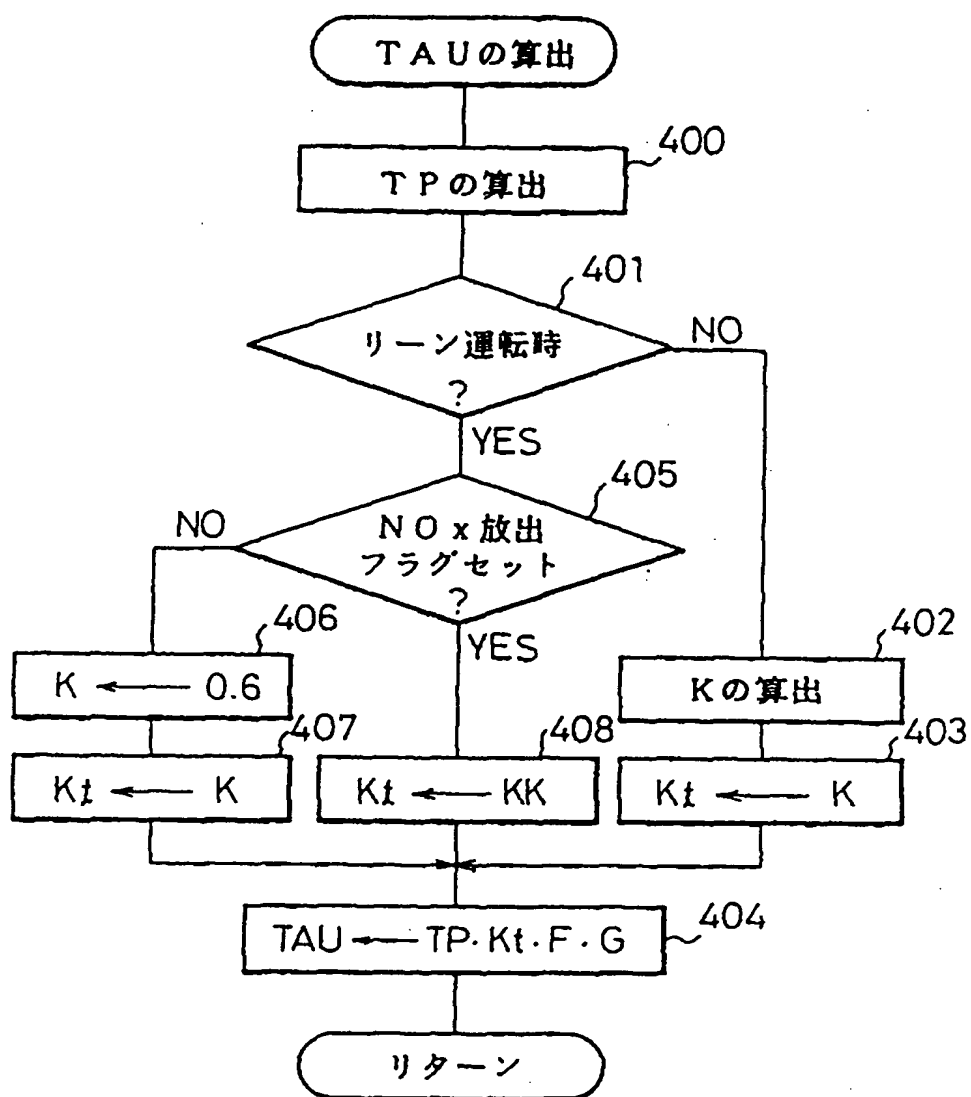 TAUの算出
400
TPの算出
401
リーン運転時
?
NO
YES
405
NOx放出
フラグセット
?
NO
YES
406
K ← 0.6
402
Kの算出
407
Kt ← K
408
Kt ← KK
403
Kt ← K
TAU ← TP・Kt・F・G
404
リターン